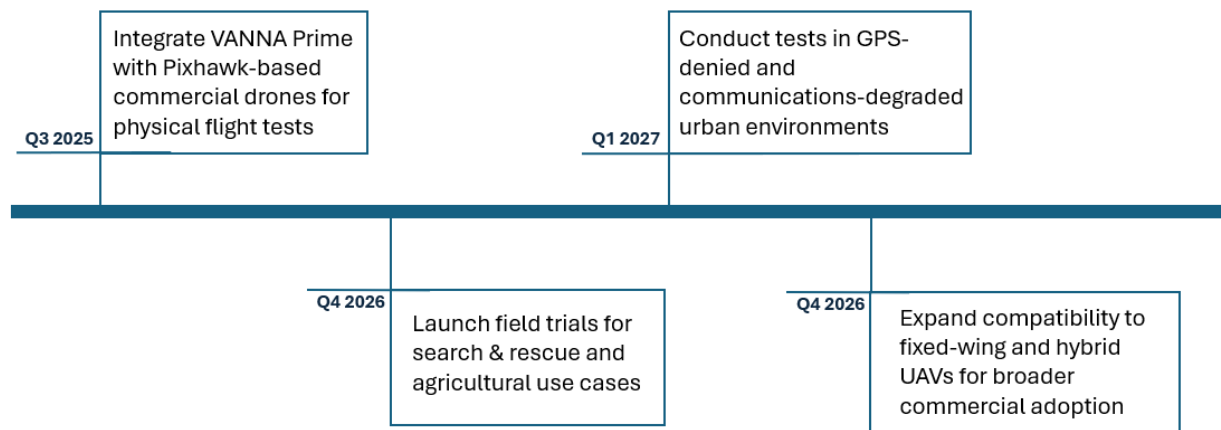 Q3 2025
Integrate VANNA Prime
with Pixhawk-based
commercial drones for
physical flight tests
Q4 2026
Launch field trials for
search & rescue and
agricultural use cases
Q1 2027
Conduct tests in GPS-
denied and
communications-degraded
urban environments
Q4 2026
Expand compatibility to
fixed-wing and hybrid
UAVs for broader
commercial adoption